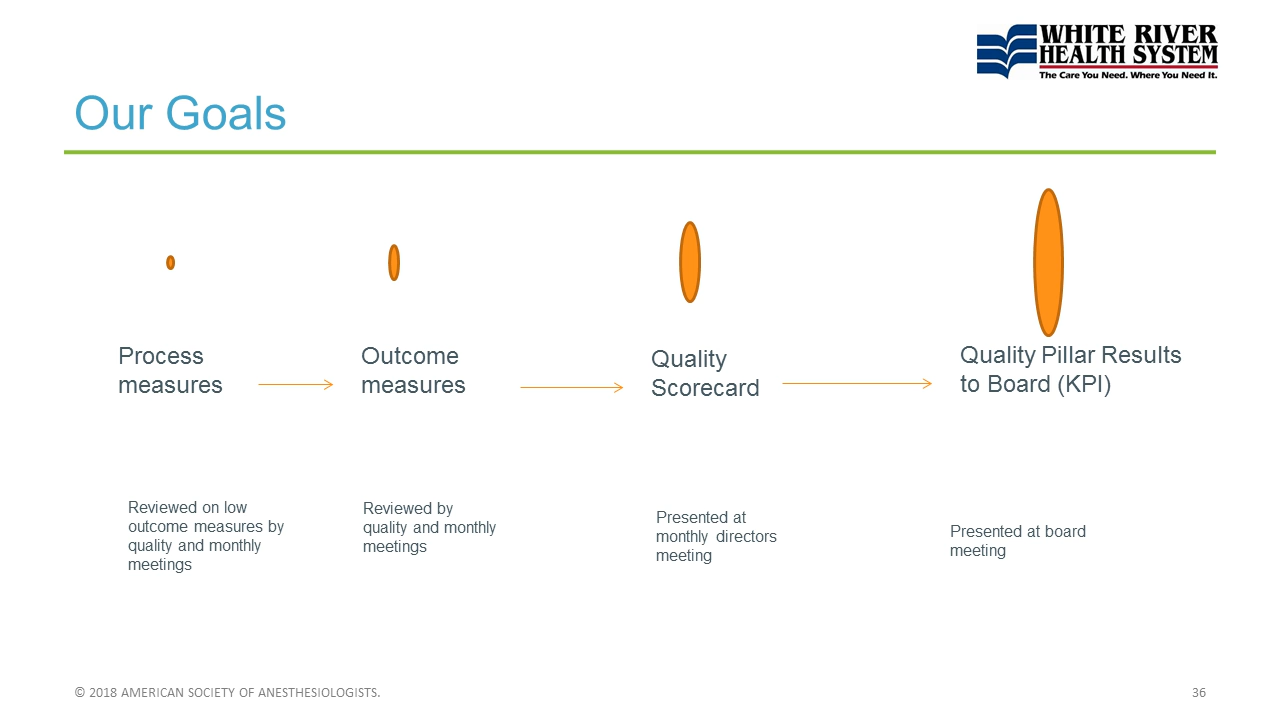 WHITE RIVER
HEALTH SYSTEM
The Care You Need. Where You Need It.
Our Goals
Process
measures
Outcome
measures
Quality
Scorecard
Quality Pillar Results
to Board (KPI)
Reviewed on low
outcome measures by
quality and monthly
meetings
Reviewed by
quality and monthly
meetings
Presented at
monthly directors
meeting
Presented at board
meeting
© 2018 AMERICAN SOCIETY OF ANESTHESIOLOGISTS.
36